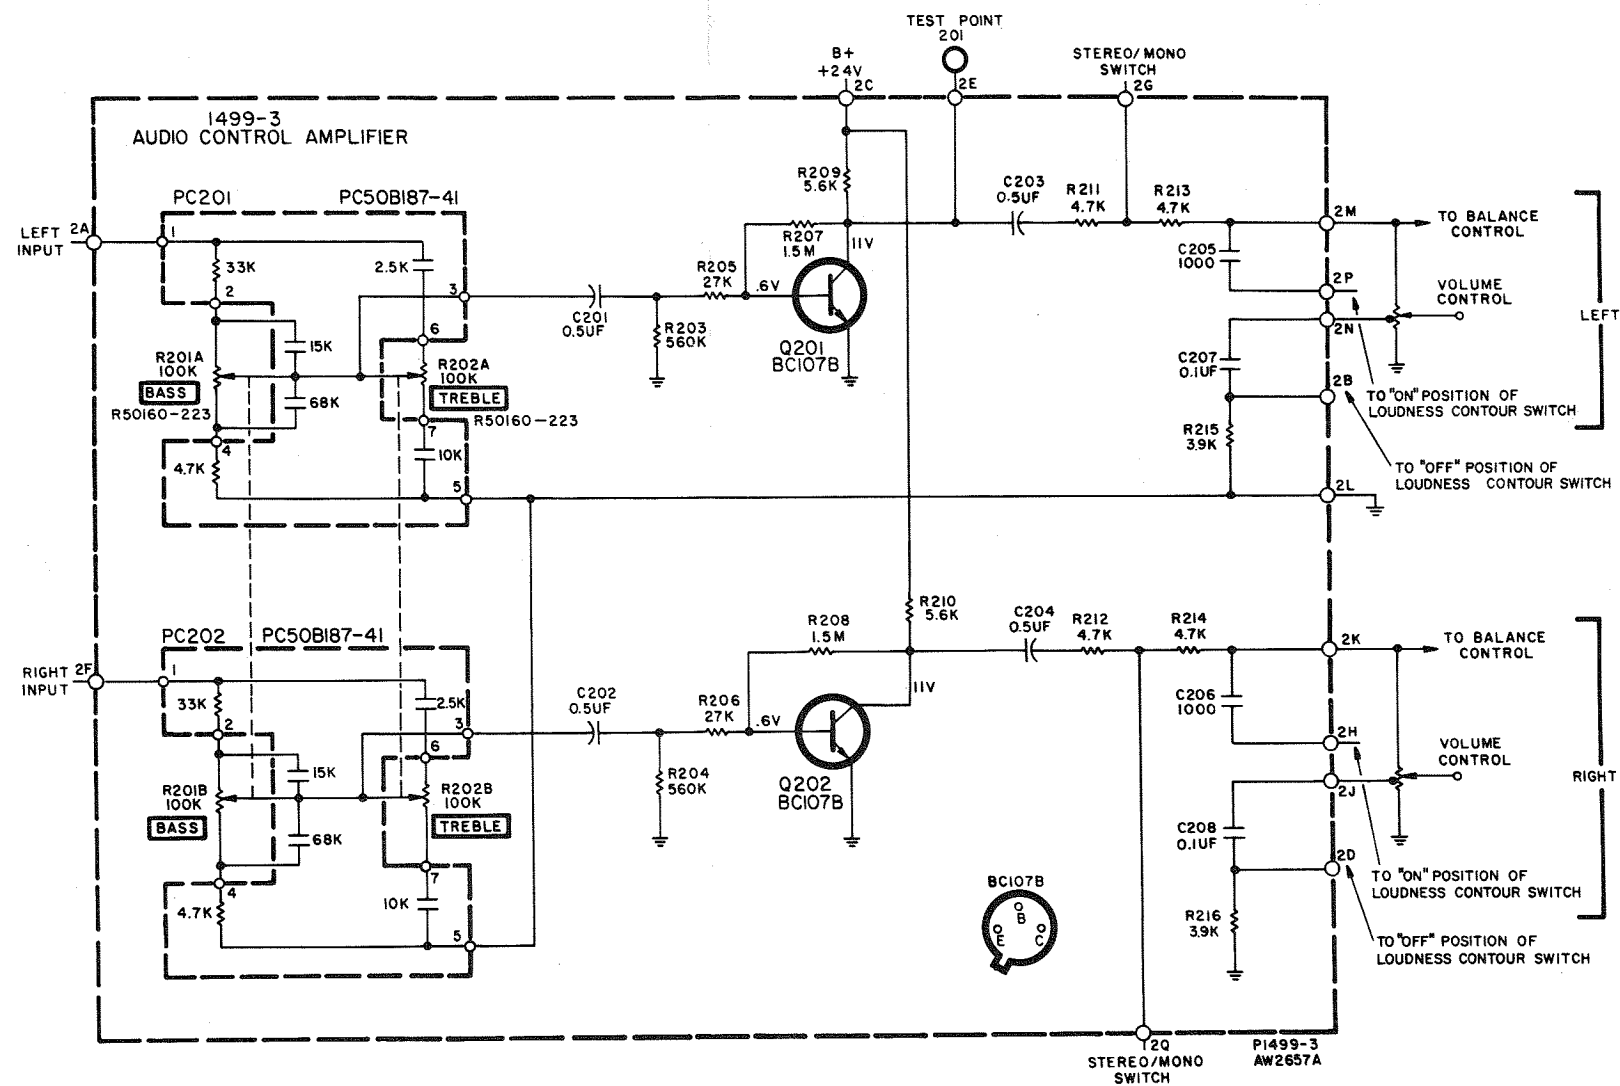 TEST POINT
201
B+
+24V
2C
2E
STEREO/MONO
SWITCH
2G
1499-3
AUDIO CONTROL AMPLIFIER
PC201
PC50B187-41
LEFT
INPUT
2A
1
33K
2.5K
2
3
6
15K
R201A
100K
BASS
R50160-223
68K
R202A
100K
TREBLE
R50160-223
4
7
4.7K
10K
5
C201
0.5UF
R203
560K
R205
27K
.6V
R207
1.5M
R209
5.6K
11V
Q201
BC107B
C203
0.5UF
R211
4.7K
R213
4.7K
C205
1000
2M
TO BALANCE
CONTROL
2P
VOLUME
CONTROL
2N
LEFT
C207
0.1UF
2B
TO "ON" POSITION OF
LOUDNESS CONTOUR SWITCH
R215
3.9K
TO "OFF" POSITION OF
LOUDNESS CONTOUR SWITCH
2L
PC202
PC50B187-41
RIGHT
INPUT
2F
1
33K
2.5K
2
3
6
15K
R201B
100K
BASS
68K
R202B
100K
TREBLE
4
7
4.7K
10K
5
C202
0.5UF
R204
560K
R206
27K
.6V
R208
1.5M
R210
5.6K
11V
Q202
BC107B
C204
0.5UF
R212
4.7K
R214
4.7K
C206
1000
2K
TO BALANCE
CONTROL
2H
VOLUME
CONTROL
2J
RIGHT
C208
0.1UF
2D
TO "ON" POSITION OF
LOUDNESS CONTOUR SWITCH
R216
3.9K
TO "OFF" POSITION OF
LOUDNESS CONTOUR SWITCH
BC107B
B
E
C
2Q
STEREO/MONO
SWITCH
P1499-3
AW2657A